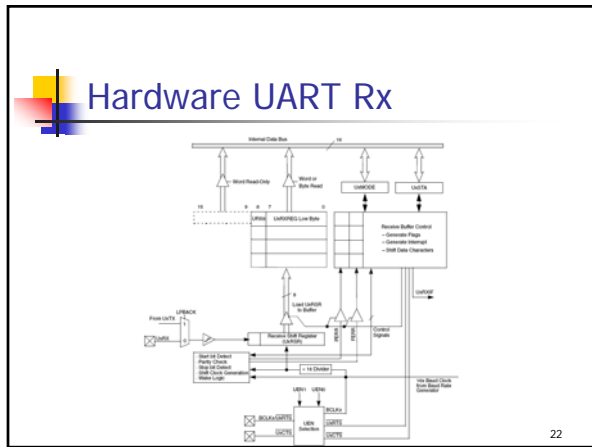 Hardware UART Rx
Internal Data Bus
16
Word Read-Only
Word or
Byte Read
UxMODE
UxSTA
15
9
8
7
0
URX8
UxRXREG Low Byte
Receive Buffer Control
– Generate Flags
– Generate Interrupt
– Shift Data Characters
UxRXIF
9
Load UxRSR
to Buffer
LPBACK
From UxTX
1
UxRX
0
Receive Shift Register
(UxRSR)
PERR
FERR
Control
Signals
· Start bit Detect
· Parity Check
· Stop bit Detect
· Shift Clock Generation
· Wake Logic
÷ 16 Divider
16x Baud Clock
from Baud Rate
Generator
UEN1
UEN0
BCLKx
BCLKx/UxRTS
UxCTS
UEN
Selection
UxRTS
UxCTS
22